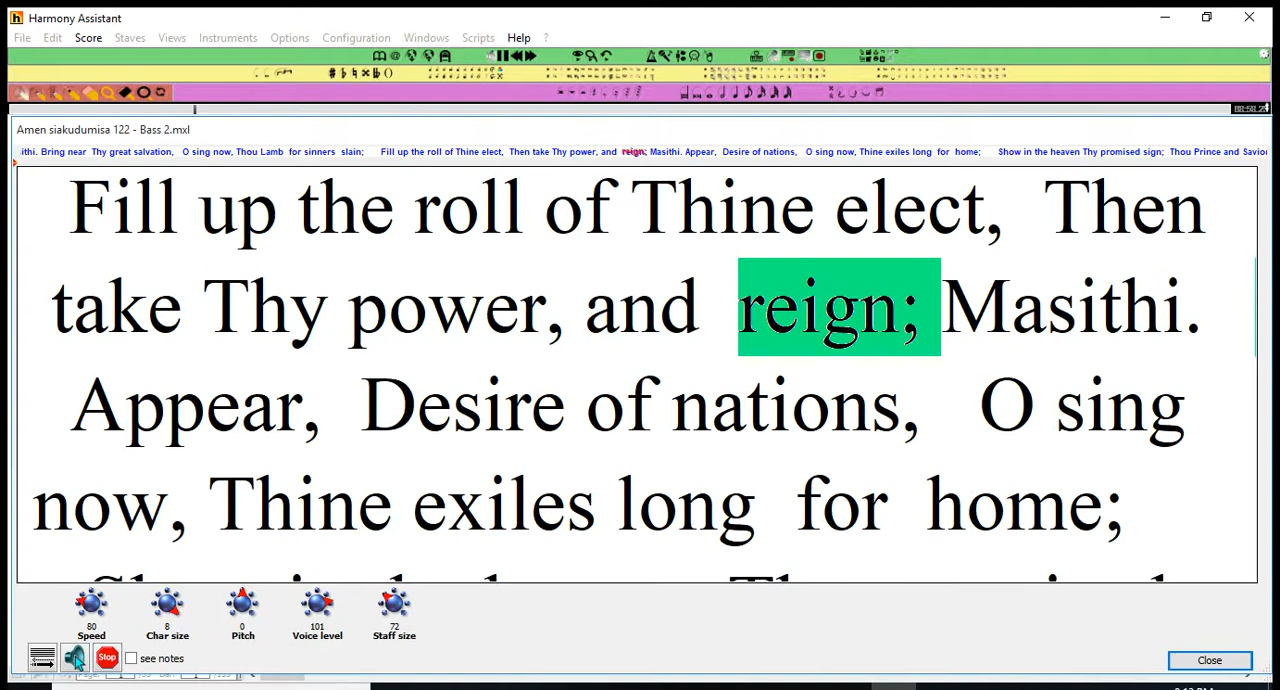 Harmony Assistant
File Edit Score Staves Views Instruments Options Configuration Windows Scripts Help ?
Amen siakudumisa 122 - Bass 2.mxl
ithi. Bring near Thy great salvation, O sing now, Thou Lamb for sinners slain; Fill up the roll of Thine elect, Then take Thy power, and reign; Masithi. Appear, Desire of nations, O sing now, Thine exiles long for home; Show in the heaven Thy promised sign; Thou Prince and Savior
Fill up the roll of Thine elect, Then
take Thy power, and reign; Masithi.
Appear, Desire of nations, O sing
now, Thine exiles long for home;
80 8 0 101 72
Speed Char size Pitch Voice level Staff size
Stop see notes Close